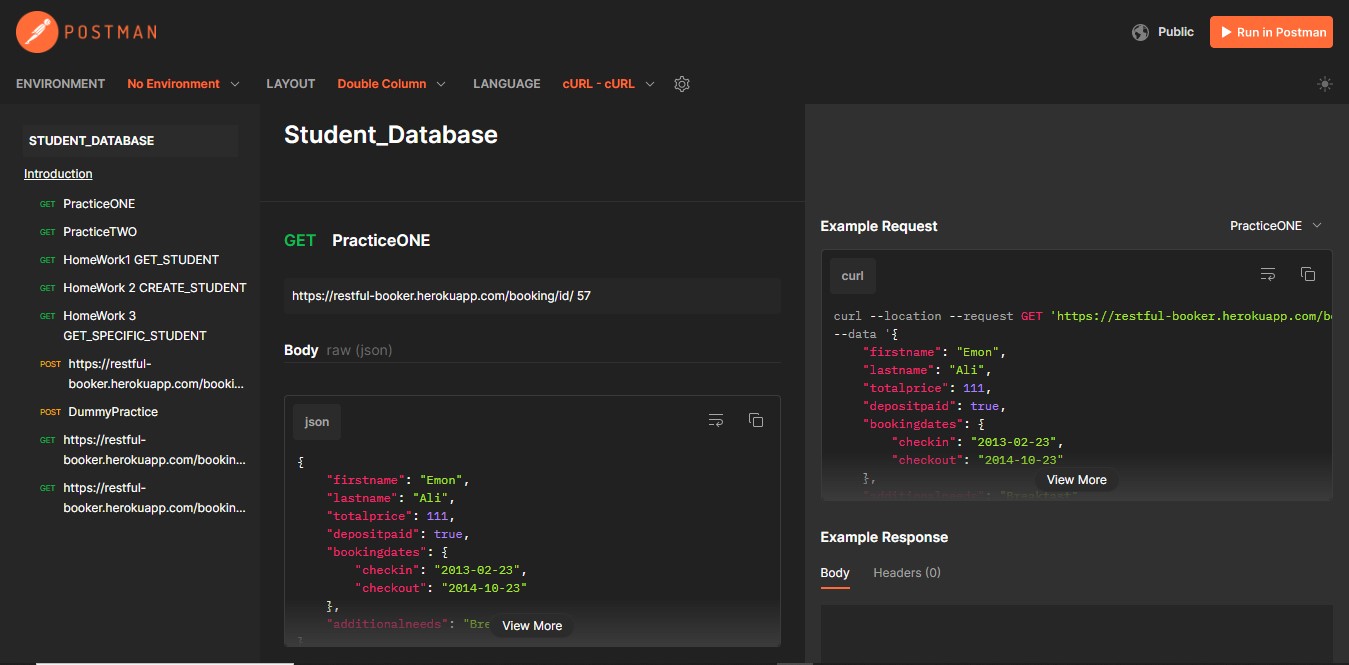 POSTMAN
Public
Run in Postman
ENVIRONMENT No Environment LAYOUT Double Column LANGUAGE cURL - cURL
STUDENT_DATABASE
Introduction
GET PracticeONE
GET PracticeTWO
GET HomeWork1 GET_STUDENT
GET HomeWork 2 CREATE_STUDENT
GET HomeWork 3
GET_SPECIFIC_STUDENT
POST https://restful-
booker.herokuapp.com/booki...
POST DummyPractice
GET https://restful-
booker.herokuapp.com/bookin...
GET https://restful-
booker.herokuapp.com/bookin...
Student_Database
GET PracticeONE
https://restful-booker.herokuapp.com/booking/id/ 57
Body raw (json)
json
{
"firstname": "Emon",
"lastname": "Ali",
"totalprice": 111,
"depositpaid": true,
"bookingdates": {
"checkin": "2013-02-23",
"checkout": "2014-10-23"
},
"additionalneeds": "Bre
View More
Example Request
PracticeONE
curl
curl --location --request GET 'https://restful-booker.herokuapp.com/b
--data '{
"firstname": "Emon",
"lastname": "Ali",
"totalprice": 111,
"depositpaid": true,
"bookingdates": {
"checkin": "2013-02-23",
"checkout": "2014-10-23"
},
"additionalneeds": "Breakfast"
View More
Example Response
Body Headers (0)